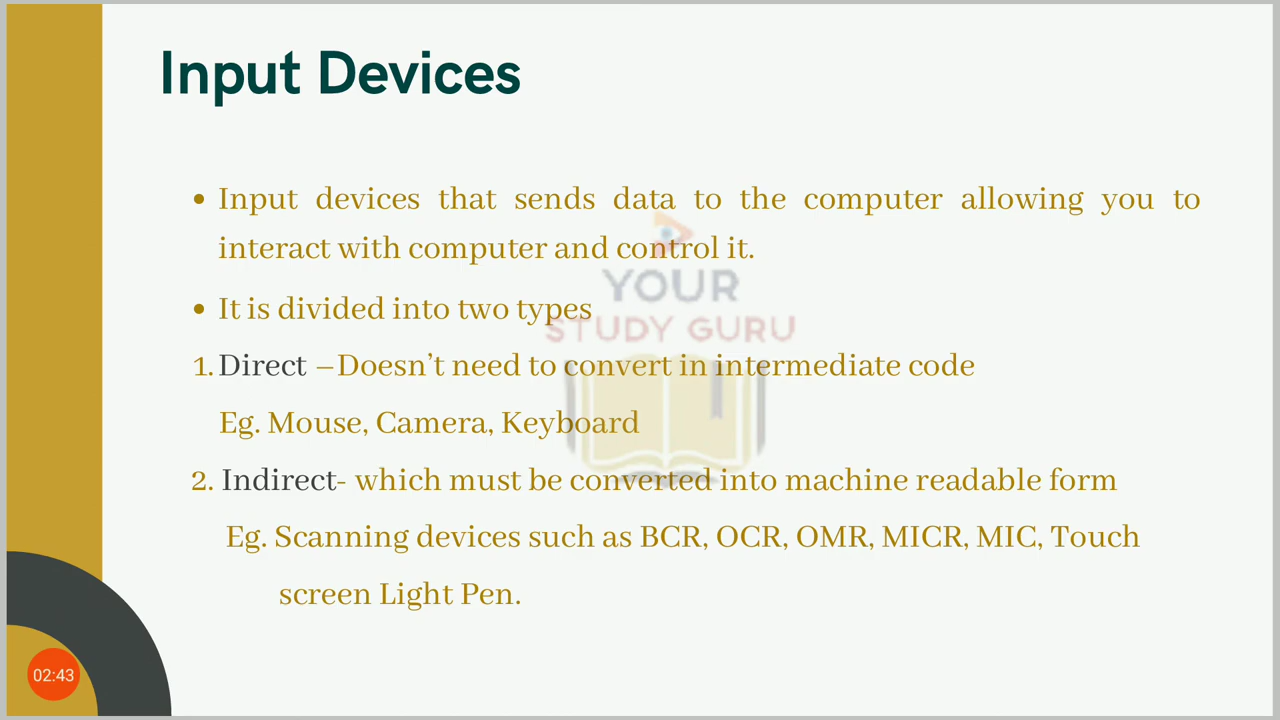 Input Devices
• Input devices that sends data to the computer allowing you to
interact with computer and control it.
• It is divided into two types
YOUR
STUDY GURU
1. Direct –Doesn't need to convert in intermediate code
Eg. Mouse, Camera, Keyboard
2. Indirect- which must be converted into machine readable form
Eg. Scanning devices such as BCR, OCR, OMR, MICR, MIC, Touch
screen Light Pen.
02:43